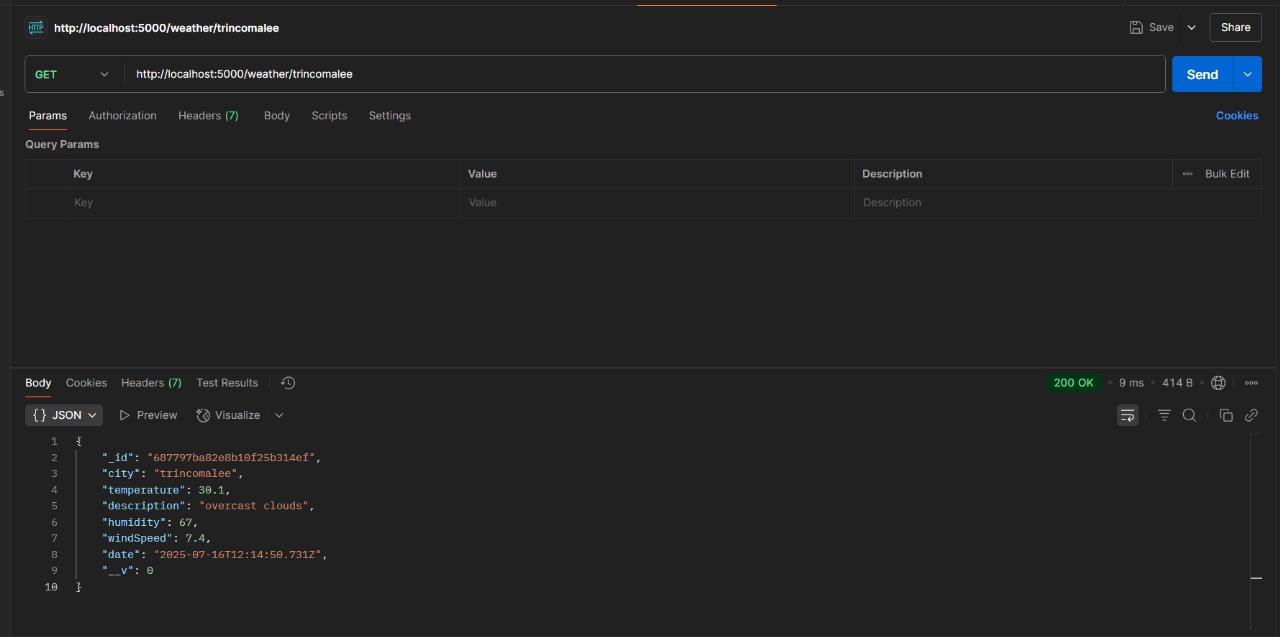 HTTP http://localhost:5000/weather/trincomalee Save Share
GET http://localhost:5000/weather/trincomalee Send
s
Params Authorization Headers (7) Body Scripts Settings Cookies
Query Params
Key Value Description Bulk Edit
Key Value Description
Body Cookies Headers (7) Test Results 200 OK • 9 ms • 414 B •
{} JSON Preview Visualize
1 {
2 "_id": "687797ba82e8b10f25b314ef",
3 "city": "trincomalee",
4 "temperature": 30.1,
5 "description": "overcast clouds",
6 "humidity": 67,
7 "windSpeed": 7.4,
8 "date": "2025-07-16T12:14:50.731Z",
9 "__v": 0
10 }